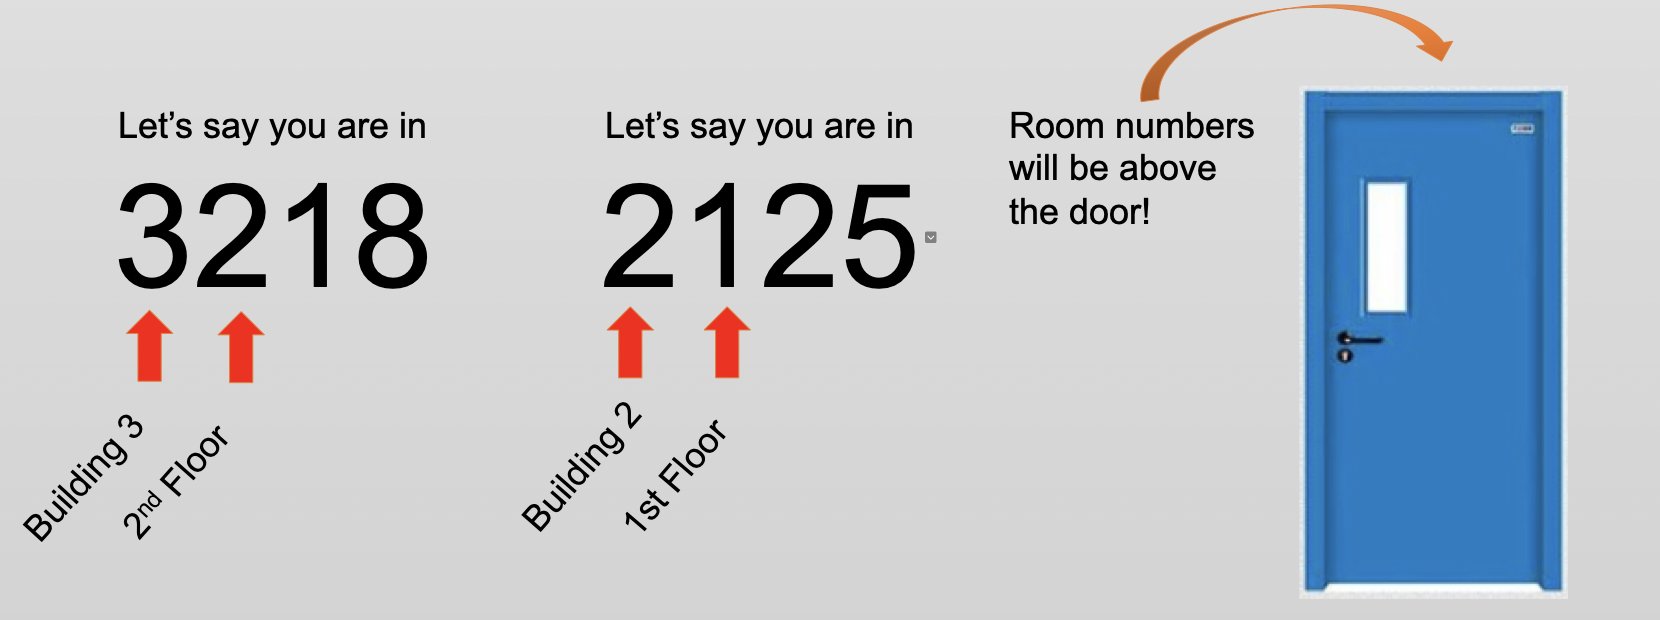 Let’s say you are in
3218
Building 3
2nd Floor
Let’s say you are in
2125
Building 2
1st Floor
Room numbers
will be above
the door!